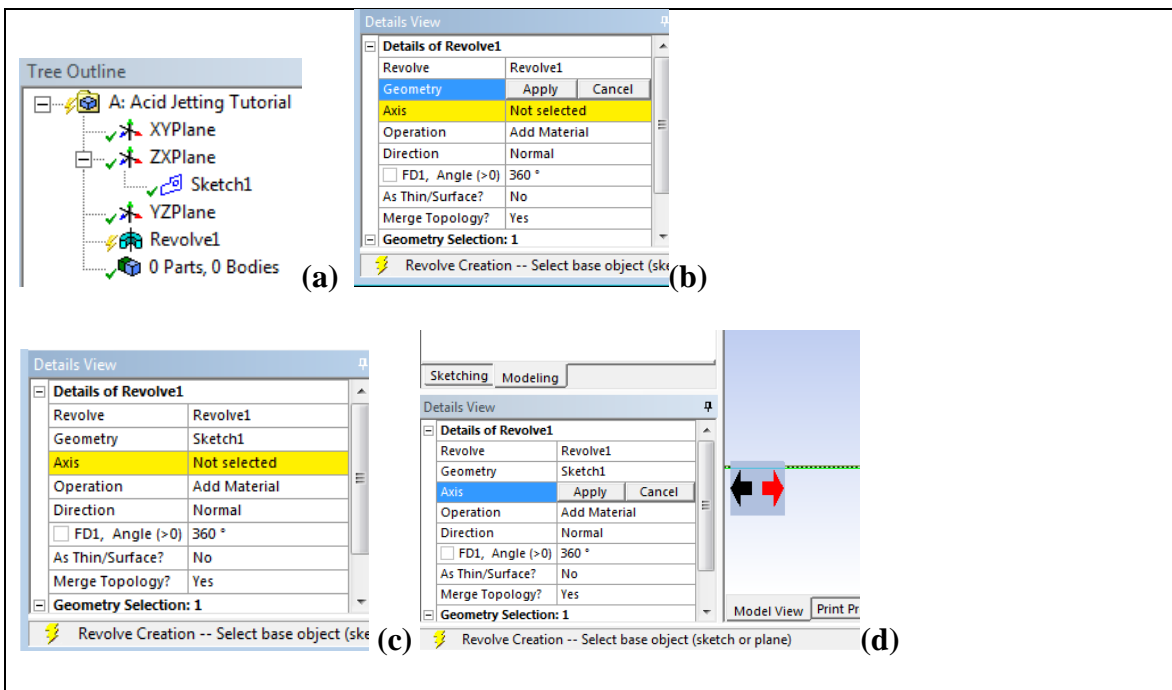 Tree Outline
A: Acid Jetting Tutorial
XYPlane
ZXPlane
Sketch1
YZPlane
Revolve1
0 Parts, 0 Bodies
(a)
Details View
Details of Revolve1
Revolve Revolve1
Geometry Apply Cancel
Axis Not selected
Operation Add Material
Direction Normal
FD1, Angle (>0) 360 °
As Thin/Surface? No
Merge Topology? Yes
Geometry Selection: 1
Revolve Creation -- Select base object (ske
(b)
Details View
Details of Revolve1
Revolve Revolve1
Geometry Sketch1
Axis Not selected
Operation Add Material
Direction Normal
FD1, Angle (>0) 360 °
As Thin/Surface? No
Merge Topology? Yes
Geometry Selection: 1
Revolve Creation -- Select base object (ske
(c)
Sketching Modeling
Details View
Details of Revolve1
Revolve Revolve1
Geometry Sketch1
Axis Apply Cancel
Operation Add Material
Direction Normal
FD1, Angle (>0) 360 °
As Thin/Surface? No
Merge Topology? Yes
Geometry Selection: 1
Model View Print Pr
Revolve Creation -- Select base object (sketch or plane)
(d)